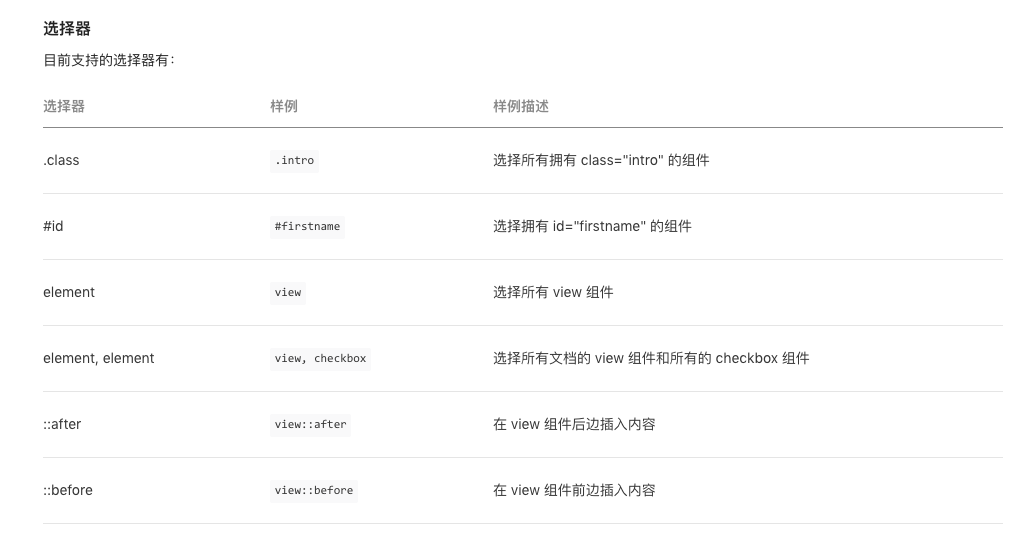 选择器
目前支持的选择器有：
选择器 样例 样例描述
.class .intro 选择所有拥有 class="intro" 的组件
#id #firstname 选择拥有 id="firstname" 的组件
element view 选择所有 view 组件
element, element view, checkbox 选择所有文档的 view 组件和所有的 checkbox 组件
::after view::after 在 view 组件后边插入内容
::before view::before 在 view 组件前边插入内容